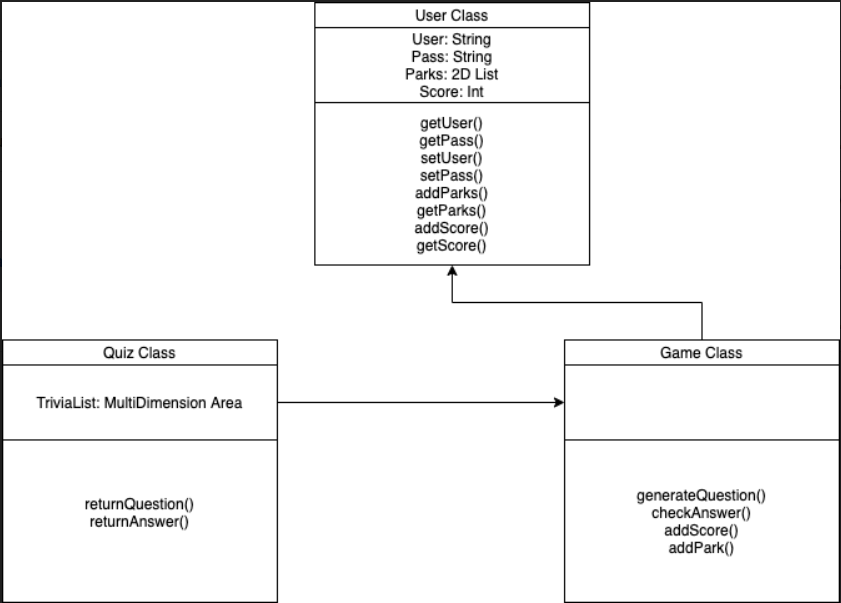 User Class
User: String
Pass: String
Parks: 2D List
Score: Int
getUser()
getPass()
setUser()
setPass()
addParks()
getParks()
addScore()
getScore()
Quiz Class
TriviaList: MultiDimension Area
returnQuestion()
returnAnswer()
Game Class
generateQuestion()
checkAnswer()
addScore()
addPark()